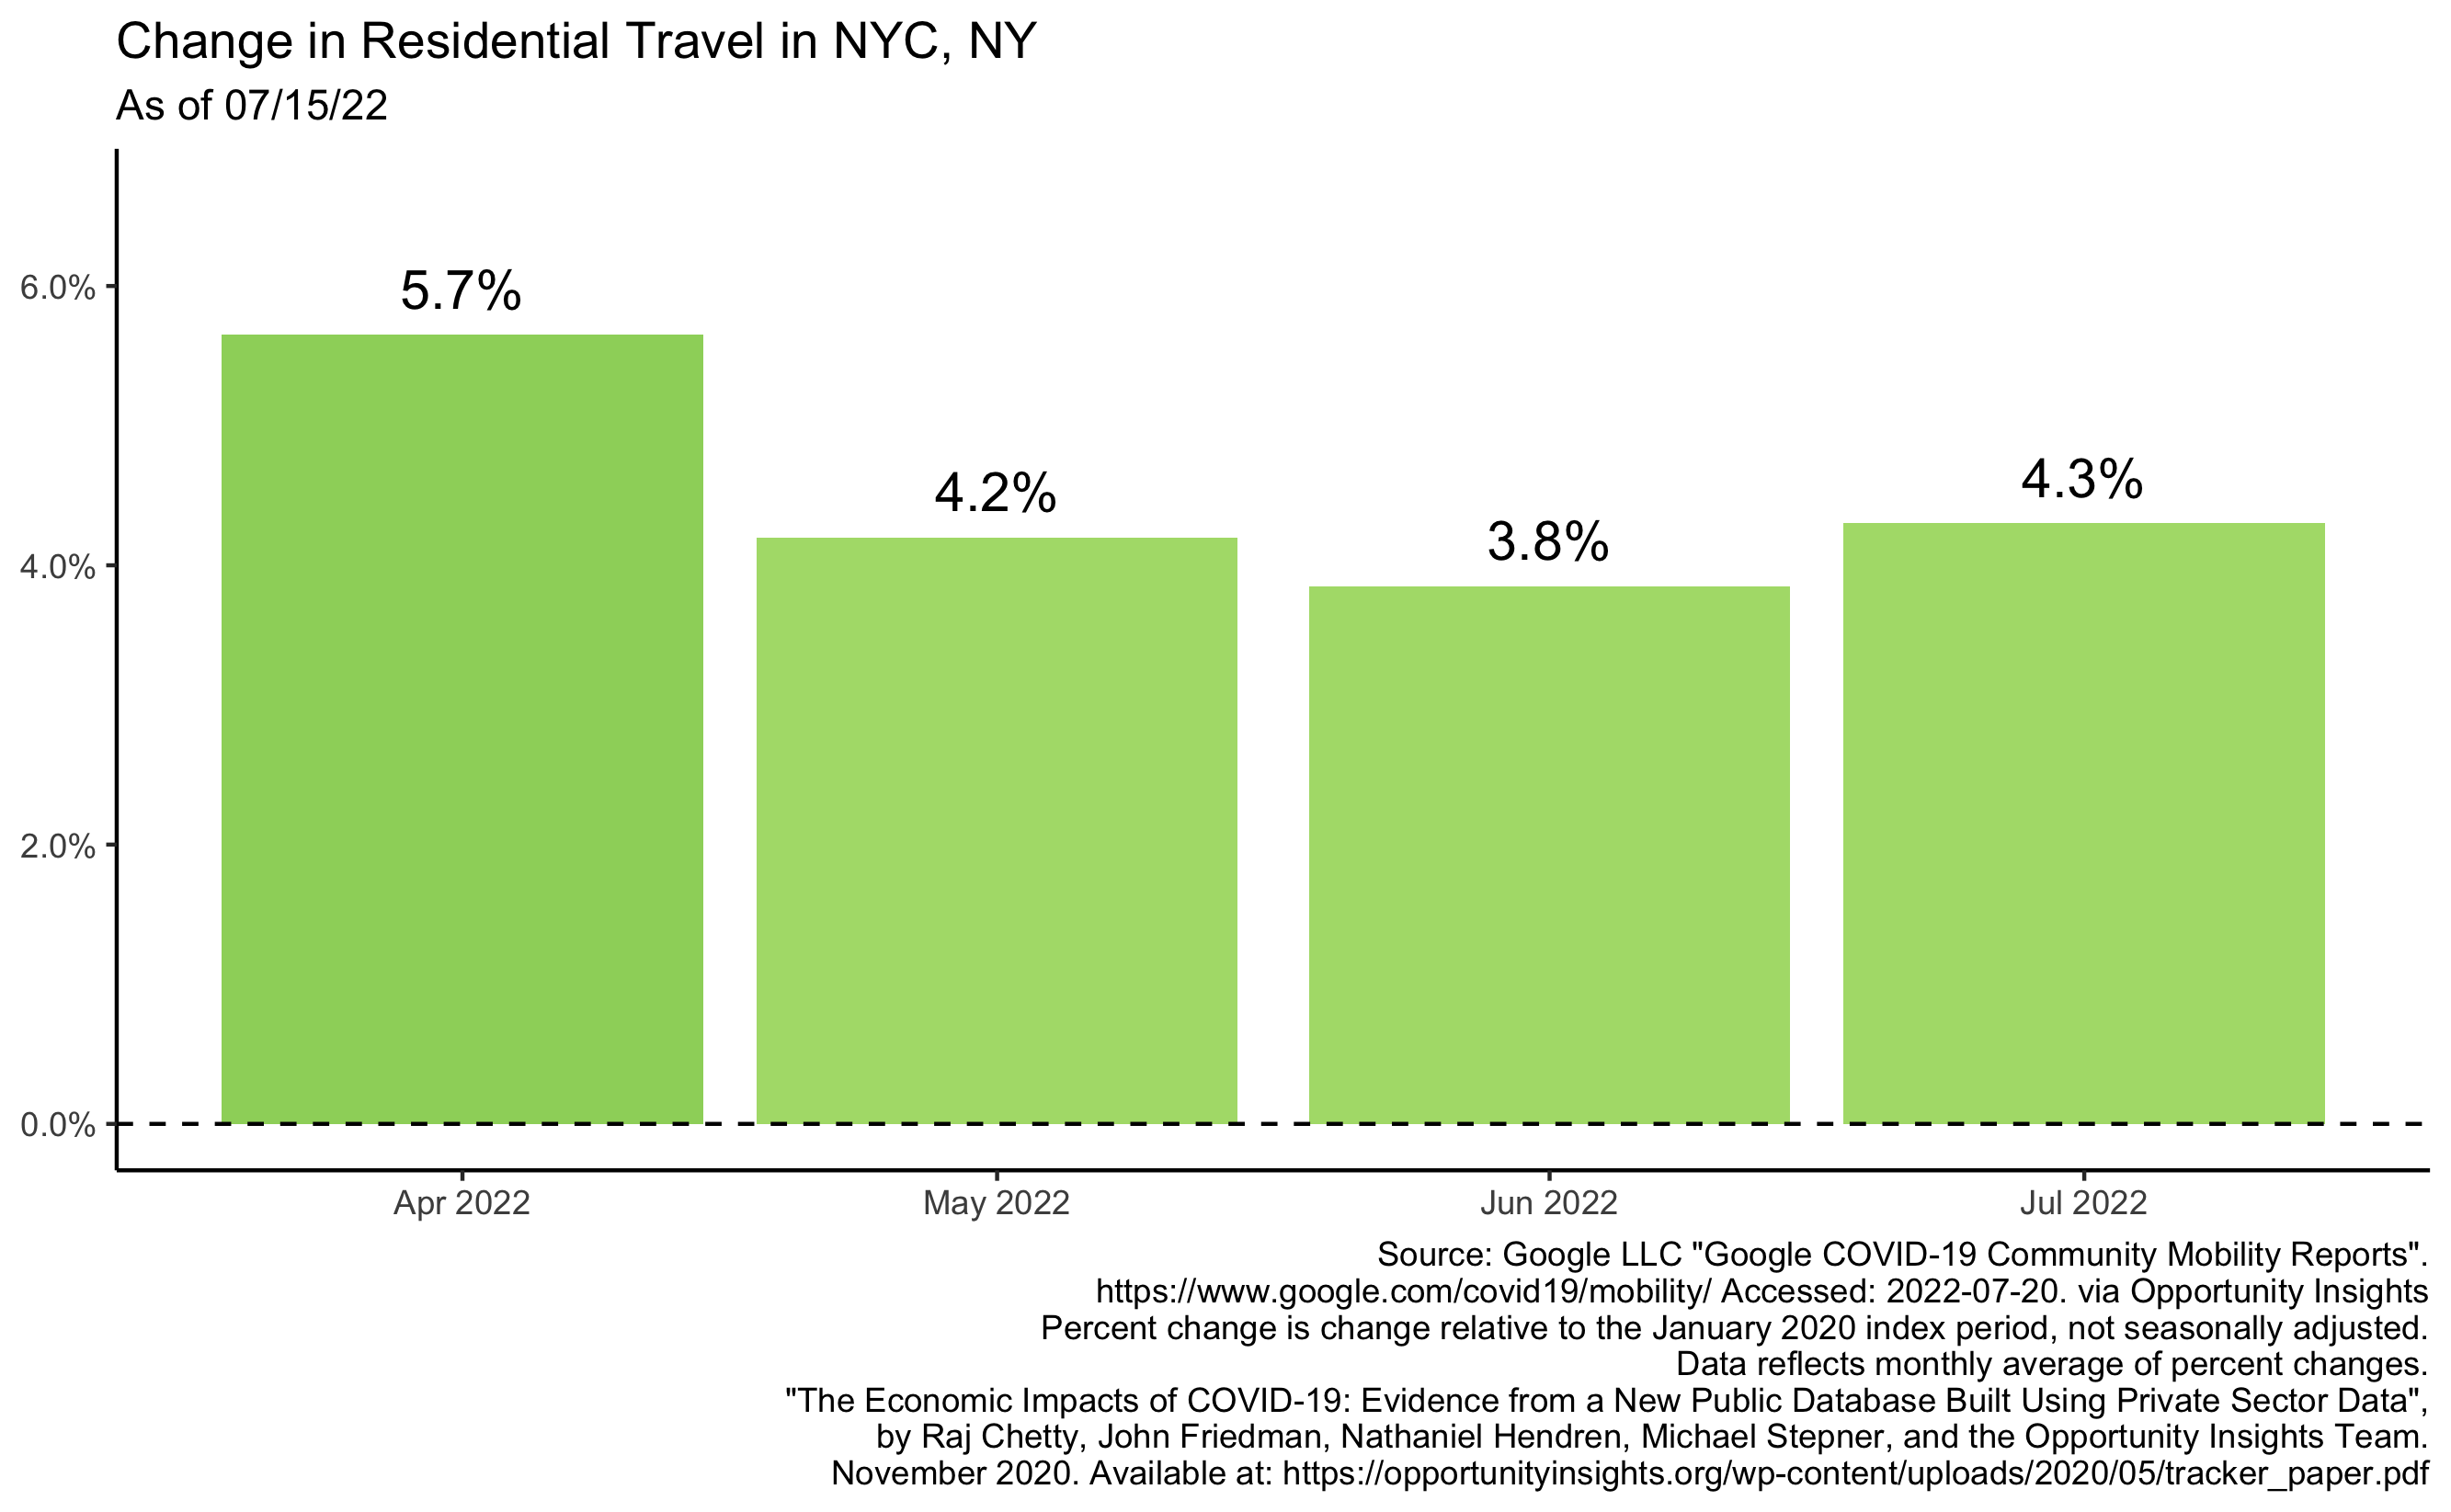 Change in Residential Travel in NYC, NY
As of 07/15/22
6.0%
4.0%
2.0%
0.0%
5.7%
4.2%
3.8%
4.3%
Apr 2022
May 2022
Jun 2022
Jul 2022
Source: Google LLC "Google COVID-19 Community Mobility Reports".
https://www.google.com/covid19/mobility/ Accessed: 2022-07-20. via Opportunity Insights
Percent change is change relative to the January 2020 index period, not seasonally adjusted.
Data reflects monthly average of percent changes.
"The Economic Impacts of COVID-19: Evidence from a New Public Database Built Using Private Sector Data",
by Raj Chetty, John Friedman, Nathaniel Hendren, Michael Stepner, and the Opportunity Insights Team.
November 2020. Available at: https://opportunityinsights.org/wp-content/uploads/2020/05/tracker_paper.pdf